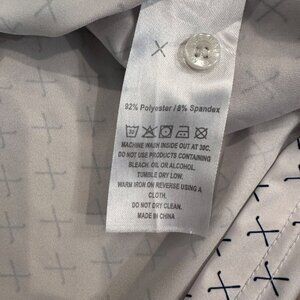 92% Polyester / 8% Spandex
MACHINE WASH INSIDE OUT AT 30C.
DO NOT USE PRODUCTS CONTAINING
BLEACH, OIL OR ALCOHOL.
TUMBLE DRY LOW.
WARM IRON ON REVERSE USING A
CLOTH.
DO NOT DRY CLEAN.
MADE IN CHINA